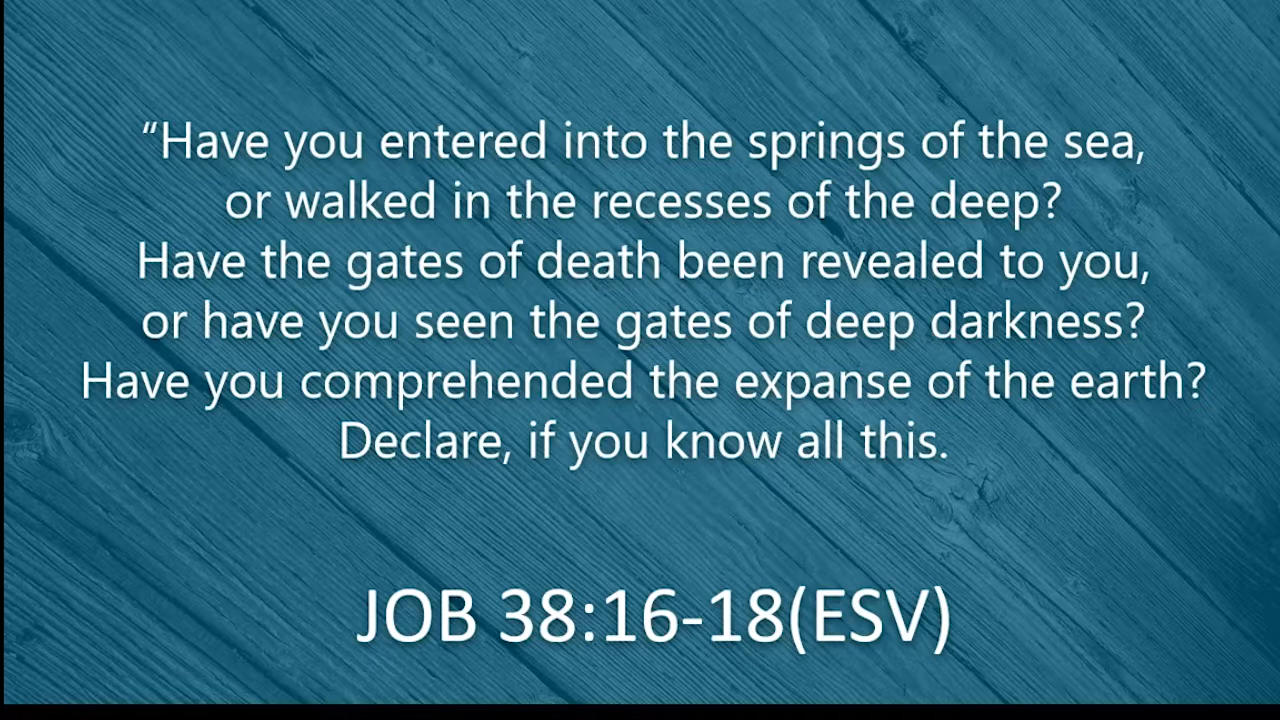 “Have you entered into the springs of the sea,
or walked in the recesses of the deep?
Have the gates of death been revealed to you,
or have you seen the gates of deep darkness?
Have you comprehended the expanse of the earth?
Declare, if you know all this.
JOB 38:16-18(ESV)